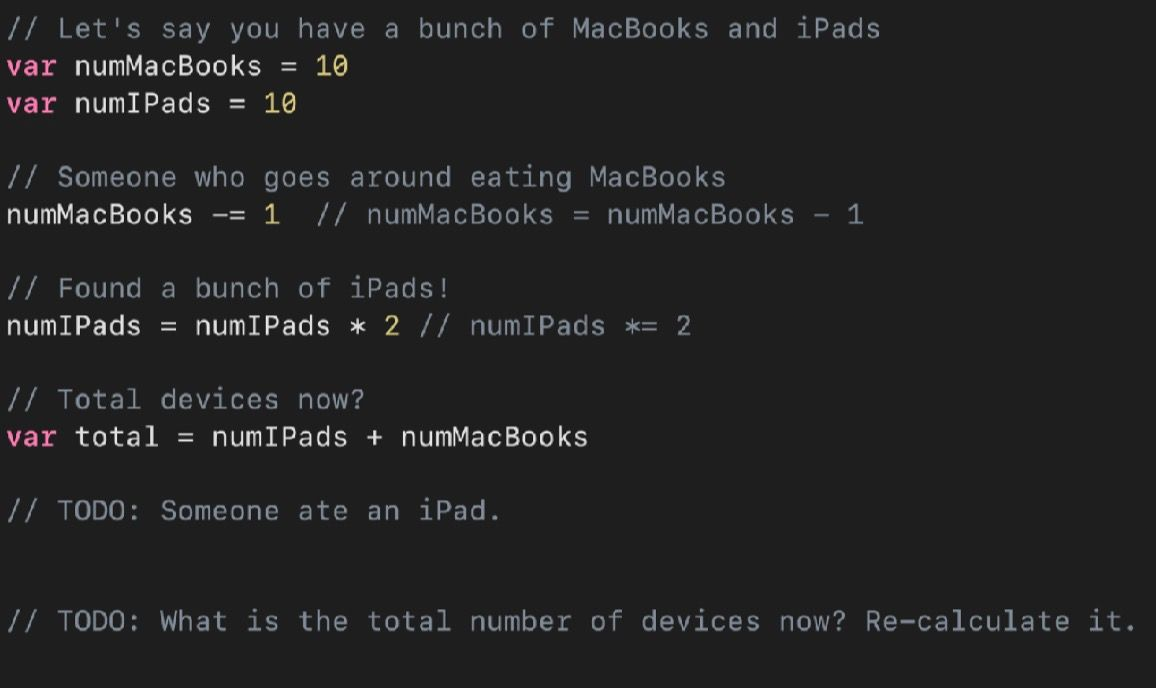 // Let's say you have a bunch of MacBooks and iPads
var numMacBooks = 10
var numIPads = 10
// Someone who goes around eating MacBooks
numMacBooks -= 1  // numMacBooks = numMacBooks - 1
// Found a bunch of iPads!
numIPads = numIPads * 2 // numIPads *= 2
// Total devices now?
var total = numIPads + numMacBooks
// TODO: Someone ate an iPad.
// TODO: What is the total number of devices now? Re-calculate it.